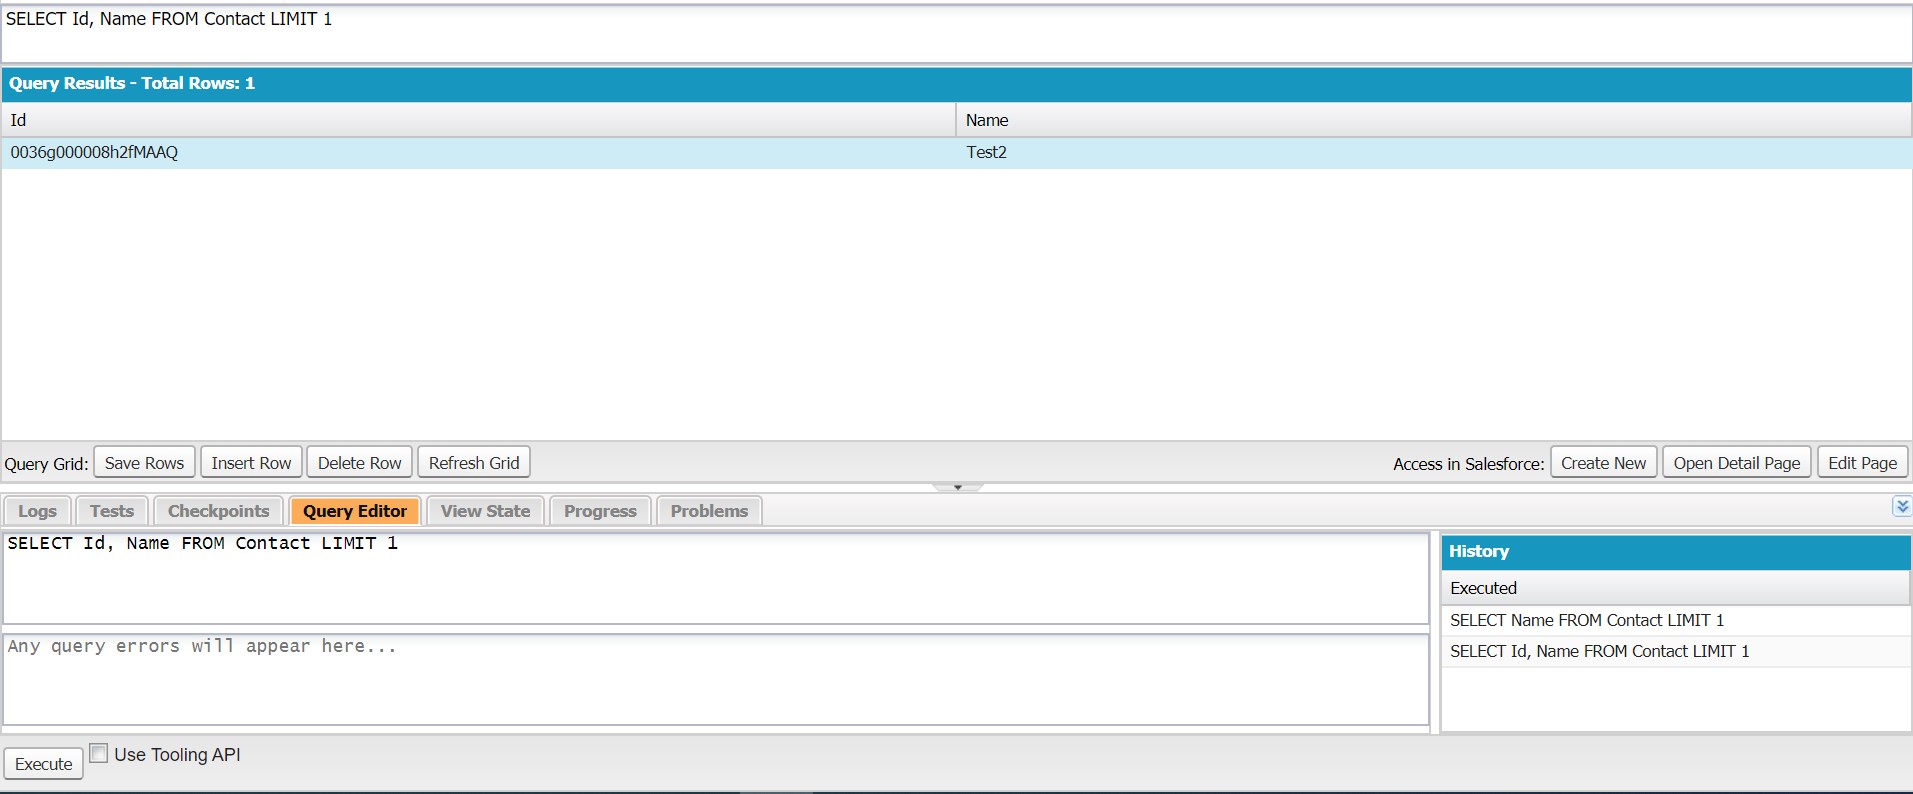 SELECT Id, Name FROM Contact LIMIT 1
Query Results - Total Rows: 1
Id Name
0036g000008h2fMAAQ Test2
Query Grid: Save Rows Insert Row Delete Row Refresh Grid Access in Salesforce: Create New Open Detail Page Edit Page
Logs Tests Checkpoints Query Editor View State Progress Problems
SELECT Id, Name FROM Contact LIMIT 1
Any query errors will appear here...
History
Executed
SELECT Name FROM Contact LIMIT 1
SELECT Id, Name FROM Contact LIMIT 1
Execute Use Tooling API